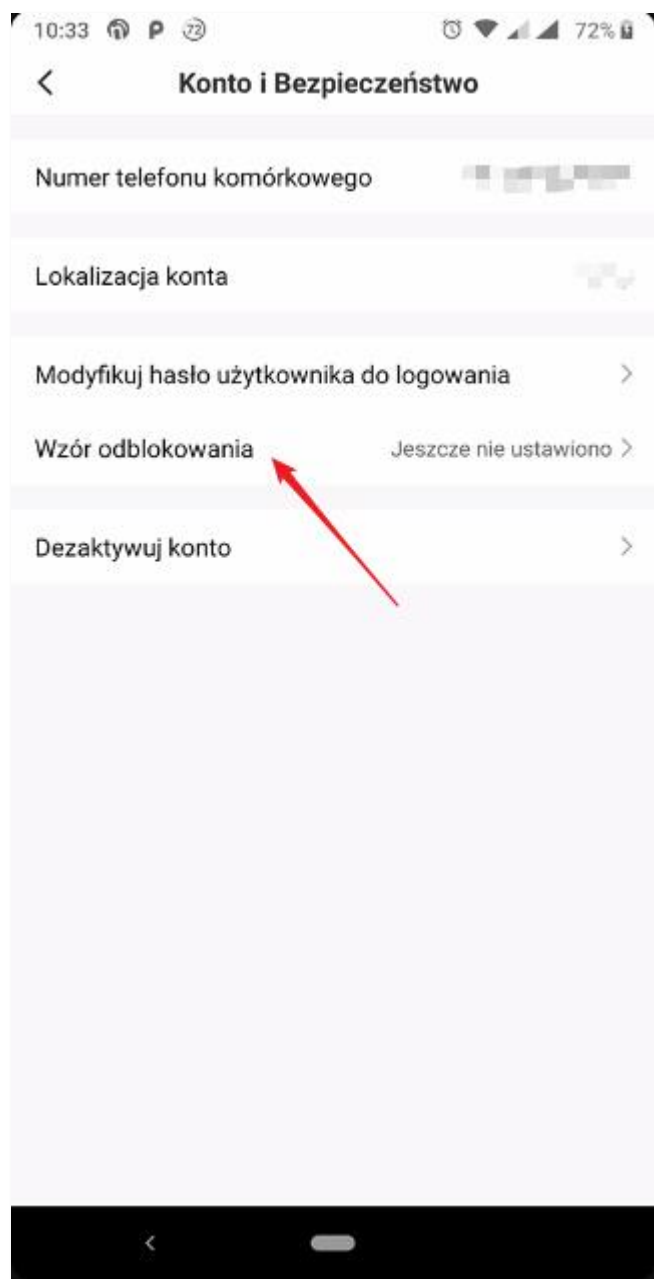 10:33 P 72 72%
Konto i Bezpieczeństwo
Numer telefonu komórkowego
Lokalizacja konta
Modyfikuj hasło użytkownika do logowania
Wzór odblokowania Jeszcze nie ustawiono
Dezaktywuj konto